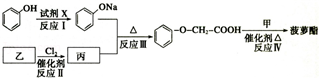 OH 试剂X 反应Ⅰ ONa
△ 反应Ⅲ O-CH₂-COOH 甲 催化剂△ 反应Ⅳ 菠萝酯
乙 Cl₂ 催化剂 反应Ⅱ 丙